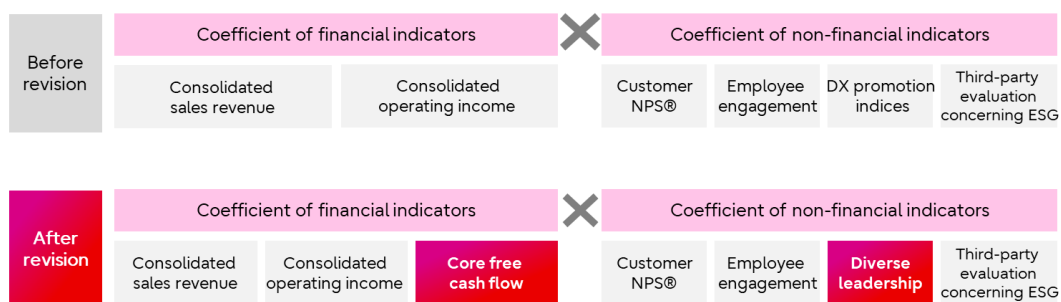 Before
revision
Coefficient of financial indicators
Coefficient of non-financial indicators
Consolidated
sales revenue
Consolidated
operating income
Customer
NPS®
Employee
engagement
DX promotion
indices
Third-party
evaluation
concerning ESG
After
revision
Coefficient of financial indicators
Coefficient of non-financial indicators
Consolidated
sales revenue
Consolidated
operating income
Core free
cash flow
Customer
NPS®
Employee
engagement
Diverse
leadership
Third-party
evaluation
concerning ESG